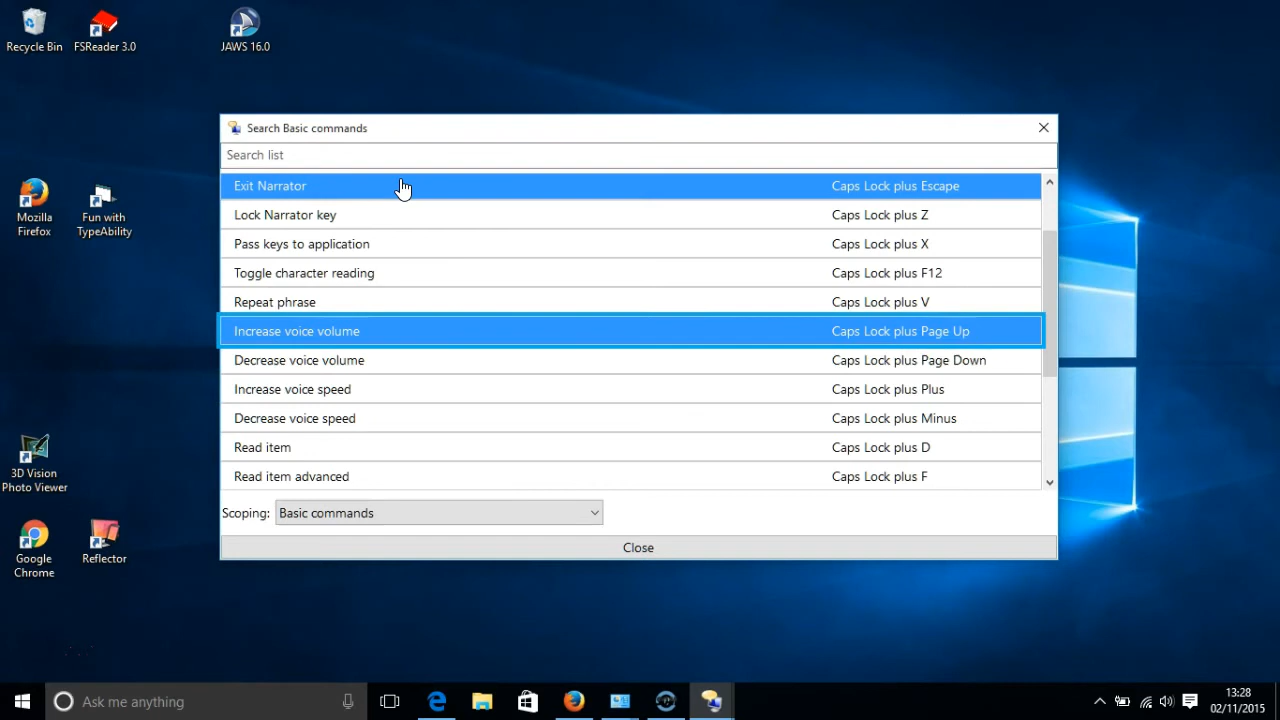 Recycle Bin
FSReader 3.0
JAWS 16.0
Mozilla
Firefox
Fun with
TypeAbility
3D Vision
Photo Viewer
Google
Chrome
Reflector
Search Basic commands
Search list
Exit Narrator Caps Lock plus Escape
Lock Narrator key Caps Lock plus Z
Pass keys to application Caps Lock plus X
Toggle character reading Caps Lock plus F12
Repeat phrase Caps Lock plus V
Increase voice volume Caps Lock plus Page Up
Decrease voice volume Caps Lock plus Page Down
Increase voice speed Caps Lock plus Plus
Decrease voice speed Caps Lock plus Minus
Read item Caps Lock plus D
Read item advanced Caps Lock plus F
Scoping: Basic commands
Close
Ask me anything
13:28
02/11/2015